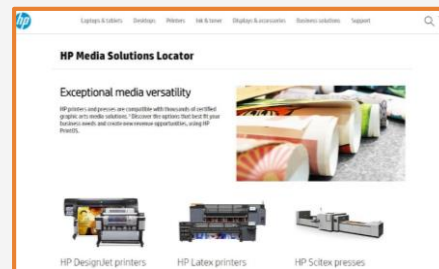 hp
Laptops & tablets Desktops Printers Ink & toner Displays & accessories Business solutions Support
HP Media Solutions Locator
Exceptional media versatility
HP printers and presses are compatible with thousands of certified
graphic arts media solutions.¹ Discover the options that best fit your
business needs and create new revenue opportunities, using HP
PrintOS.
HP DesignJet printers HP Latex printers HP Scitex presses